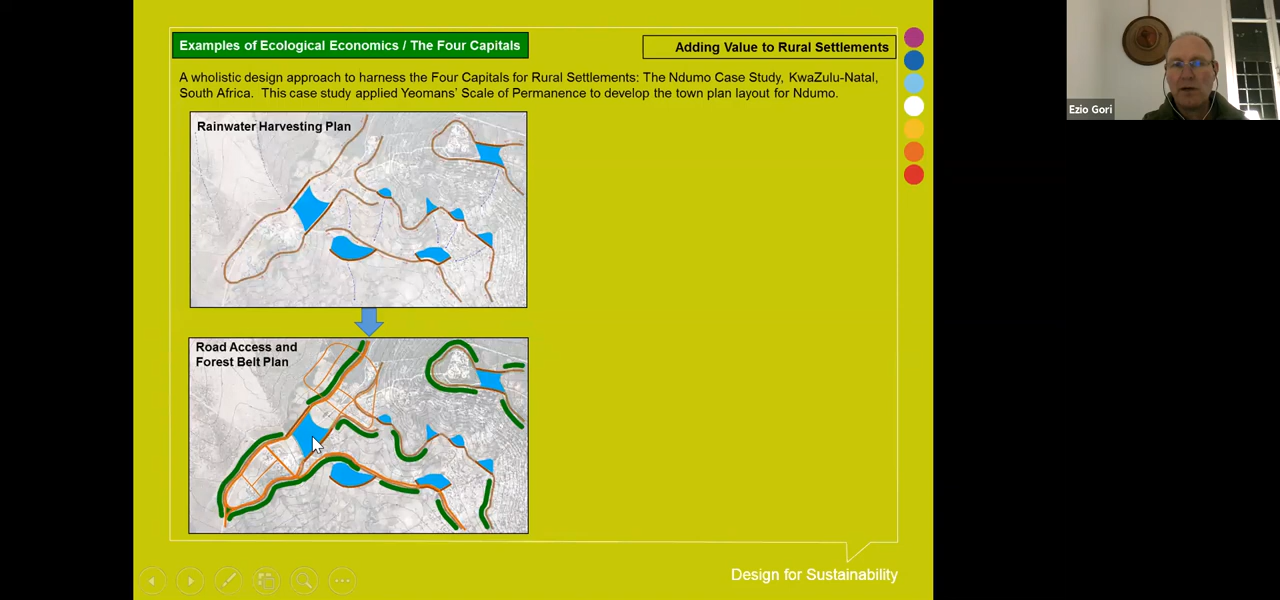 Examples of Ecological Economics / The Four Capitals
Adding Value to Rural Settlements
A wholistic design approach to harness the Four Capitals for Rural Settlements: The Ndumo Case Study, KwaZulu-Natal,
South Africa. This case study applied Yeomans' Scale of Permanence to develop the town plan layout for Ndumo.
Ezio Gori
Rainwater Harvesting Plan
Road Access and
Forest Belt Plan
Design for Sustainability